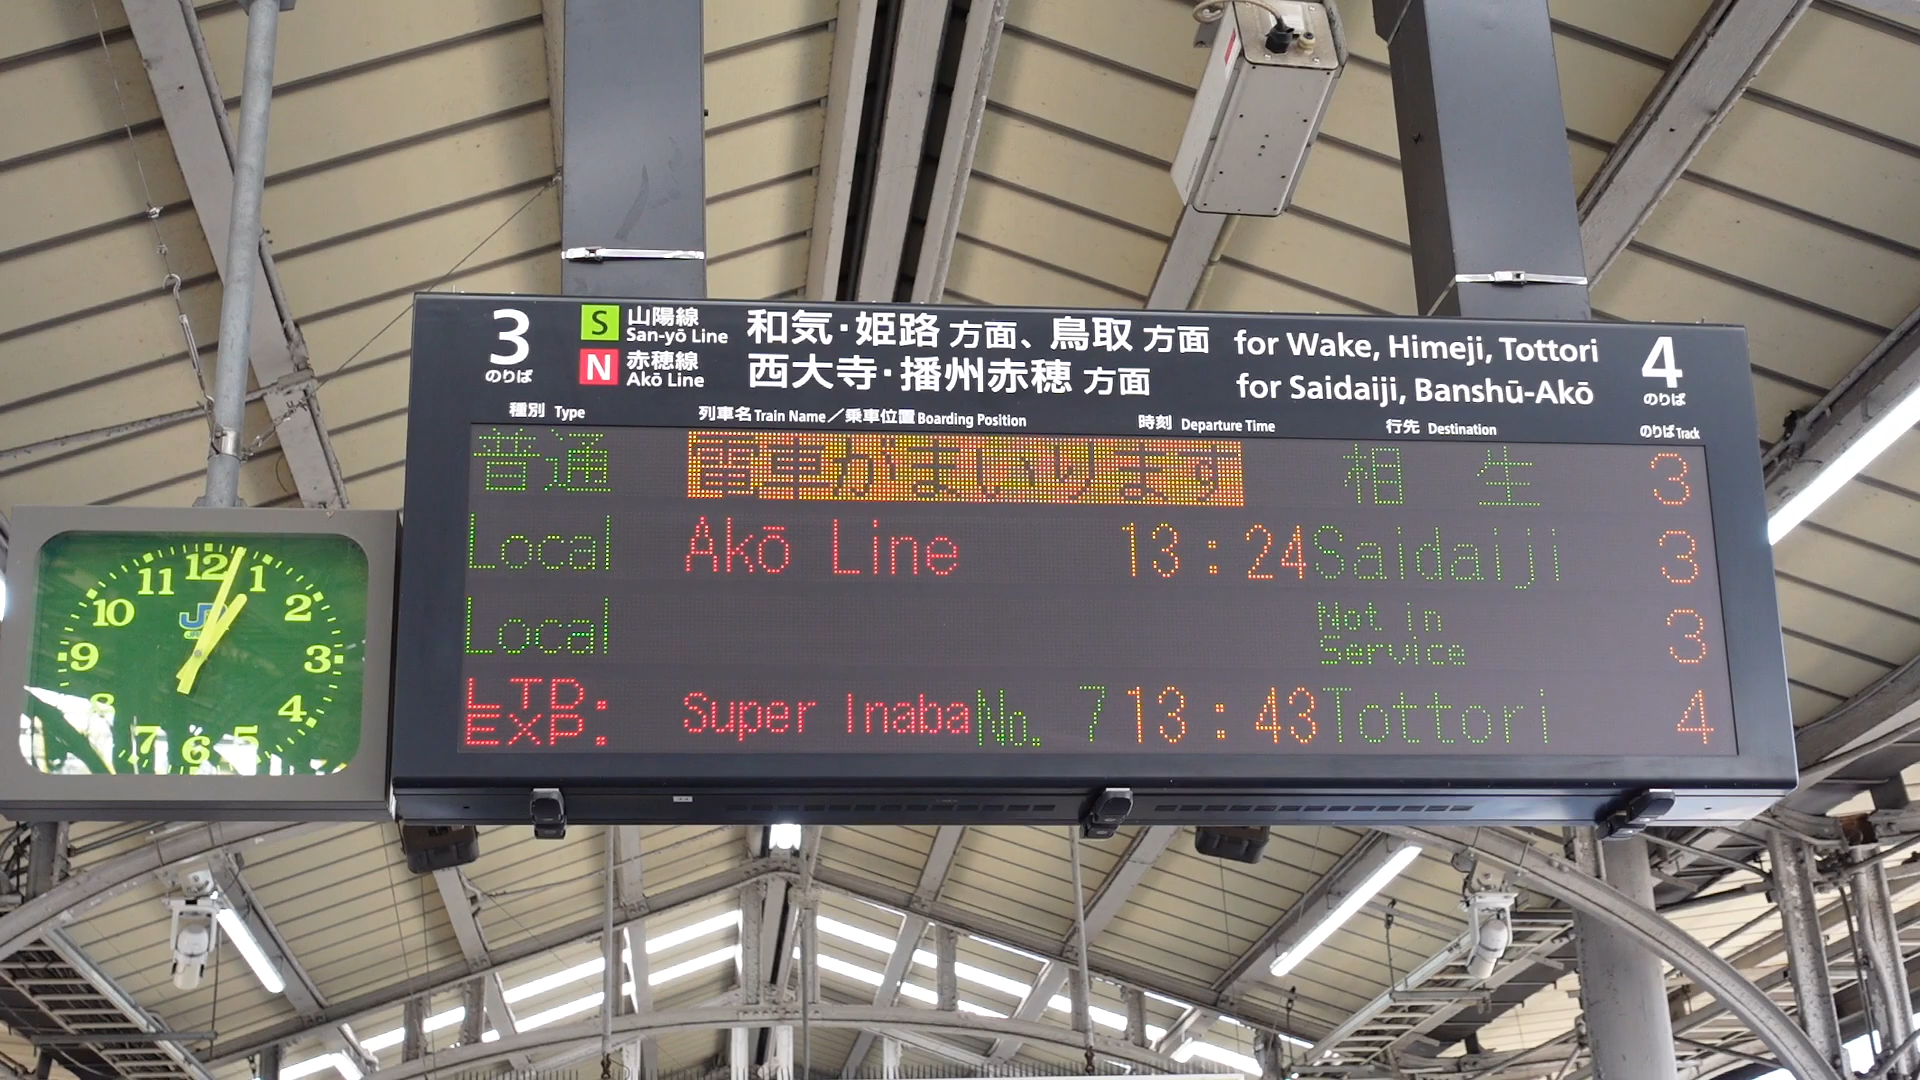 3 のりば
S 山陽線 San-yō Line
N 赤穂線 Akō Line
和気・姫路 方面、鳥取 方面 for Wake, Himeji, Tottori
西大寺・播州赤穂 方面 for Saidaiji, Banshū-Akō
4 のりば
種別 Type 列車名 Train Name／乗車位置 Boarding Position 時刻 Departure Time 行先 Destination のりば Track
普通 電車がまいります 相生 3
Local Akō Line 13:24 Saidaiji 3
Local Not in Service 3
LTD. EXP. Super Inaba No. 7 13:43 Tottori 4
12
11 1
10 2
9 3
8 4
7 6 5